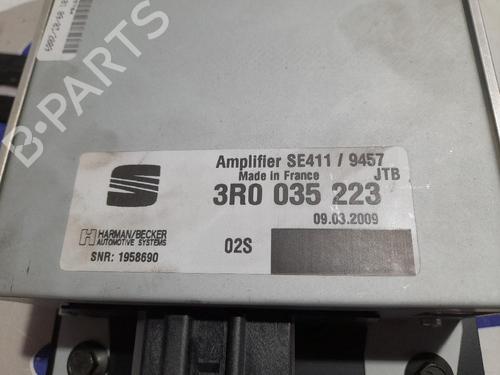 B-PARTS
Amplifier SE411 / 9457
Made in France JTB
3R0 035 223
09.03.2009
HARMAN/BECKER
AUTOMOTIVE SYSTEMS
02S
SNR: 1958690